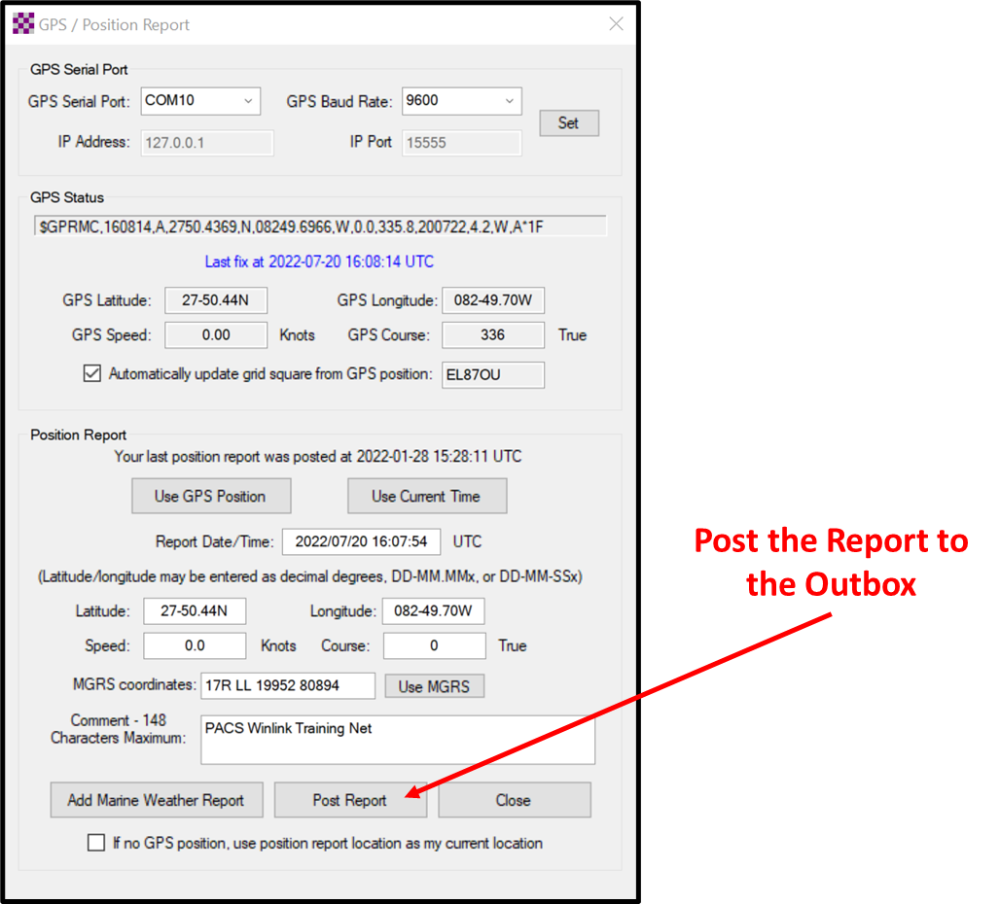 GPS / Position Report
GPS Serial Port
GPS Serial Port: COM10 GPS Baud Rate: 9600
Set
IP Address: 127.0.0.1 IP Port 15555
GPS Status
$GPRMC,160814,A,2750.4369,N,08249.6966,W,0.0,335.8,200722,4.2,W,A*1F
Last fix at 2022-07-20 16:08:14 UTC
GPS Latitude: 27-50.44N GPS Longitude: 082-49.70W
GPS Speed: 0.00 Knots GPS Course: 336 True
Automatically update grid square from GPS position: EL87OU
Position Report
Your last position report was posted at 2022-01-28 15:28:11 UTC
Use GPS Position Use Current Time
Report Date/Time: 2022/07/20 16:07:54 UTC
(Latitude/longitude may be entered as decimal degrees, DD-MM.MMx, or DD-MM-SSx)
Latitude: 27-50.44N Longitude: 082-49.70W
Speed: 0.0 Knots Course: 0 True
MGRS coordinates: 17R LL 19952 80894 Use MGRS
Comment - 148
Characters Maximum:
PACS Winlink Training Net
Add Marine Weather Report Post Report Close
If no GPS position, use position report location as my current location
Post the Report to
the Outbox